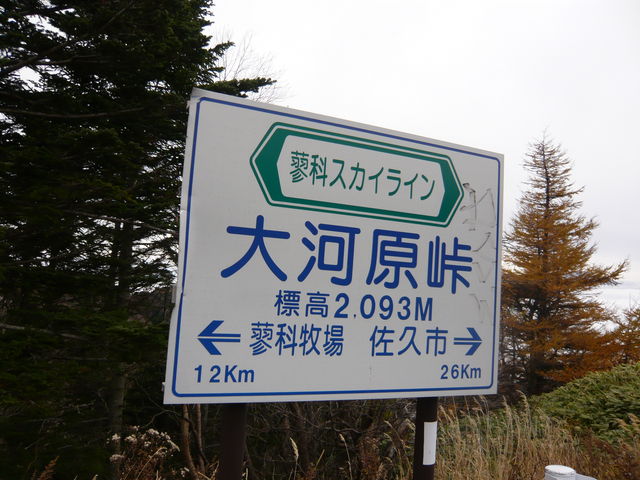 蓼科スカイライン
大河原峠
標高2,093M
← 蓼科牧場 佐久市 →
12Km 26Km